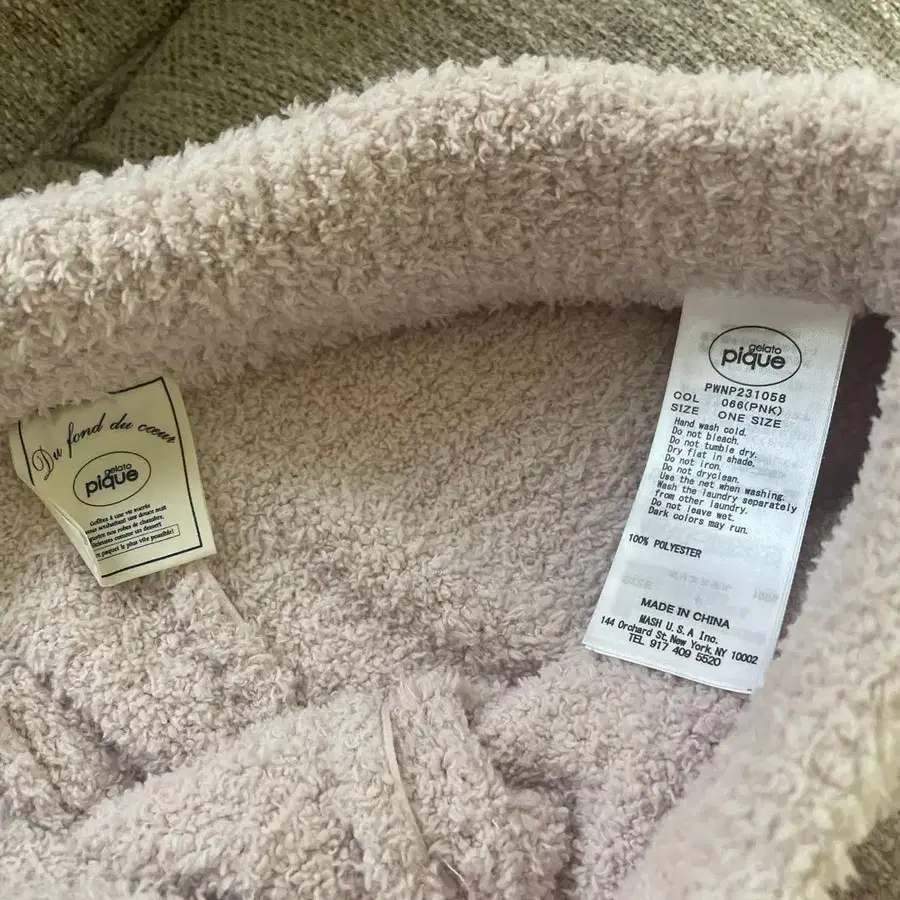 Du fond du cœur
gelato
pique
gelato
pique
PWNP231058
COL 066(PNK)
SIZE ONE SIZE
Hand wash cold.
Do not bleach.
Do not tumble dry.
Dry flat in shade.
Do not iron.
Do not dryclean.
Use the net when washing.
Wash the laundry separately
from other laundry.
Do not leave wet.
Dark colors may run.
100% POLYESTER
MADE IN CHINA
MASH U.S.A Inc.
144 Orchard St,New York, NY 10002
TEL 917 409 5520